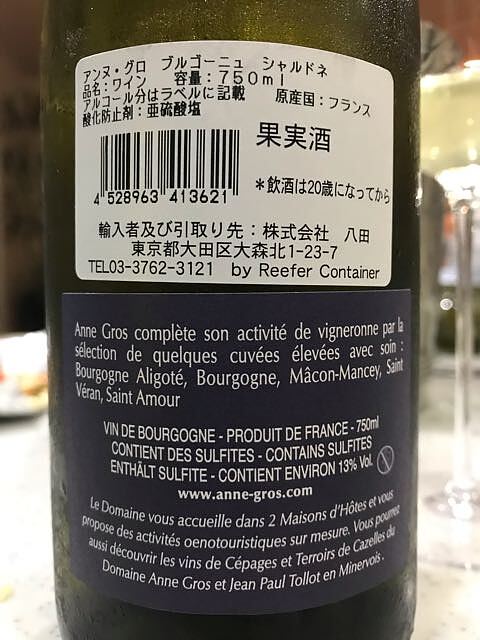 アンヌ・グロ　ブルゴーニュ　シャルドネ
品名：ワイン　容量：750ml
アルコール分はラベルに記載　原産国：フランス
酸化防止剤：亜硫酸塩
果実酒
4 528963 413621
＊飲酒は20歳になってから
輸入者及び引取り先：株式会社　八田
東京都大田区大森北1-23-7
TEL03-3762-3121 by Reefer Container
Anne Gros complète son activité de vigneronne par la
sélection de quelques cuvées élevées avec soin :
Bourgogne Aligoté, Bourgogne, Mâcon-Mancey, Saint
Véran, Saint Amour
VIN DE BOURGOGNE - PRODUIT DE FRANCE - 750ml
CONTIENT DES SULFITES - CONTAINS SULFITES
ENTHÂLT SULFITE - CONTIENT ENVIRON 13% Vol.
www.anne-gros.com
Le Domaine vous accueille dans 2 Maisons d'Hôtes et vous
propose des activités oenotouristiques sur mesure. Vous pourrez
aussi découvrir les vins de Cépages et Terroirs de Cazelles du
Domaine Anne Gros et Jean Paul Tollot en Minervois.